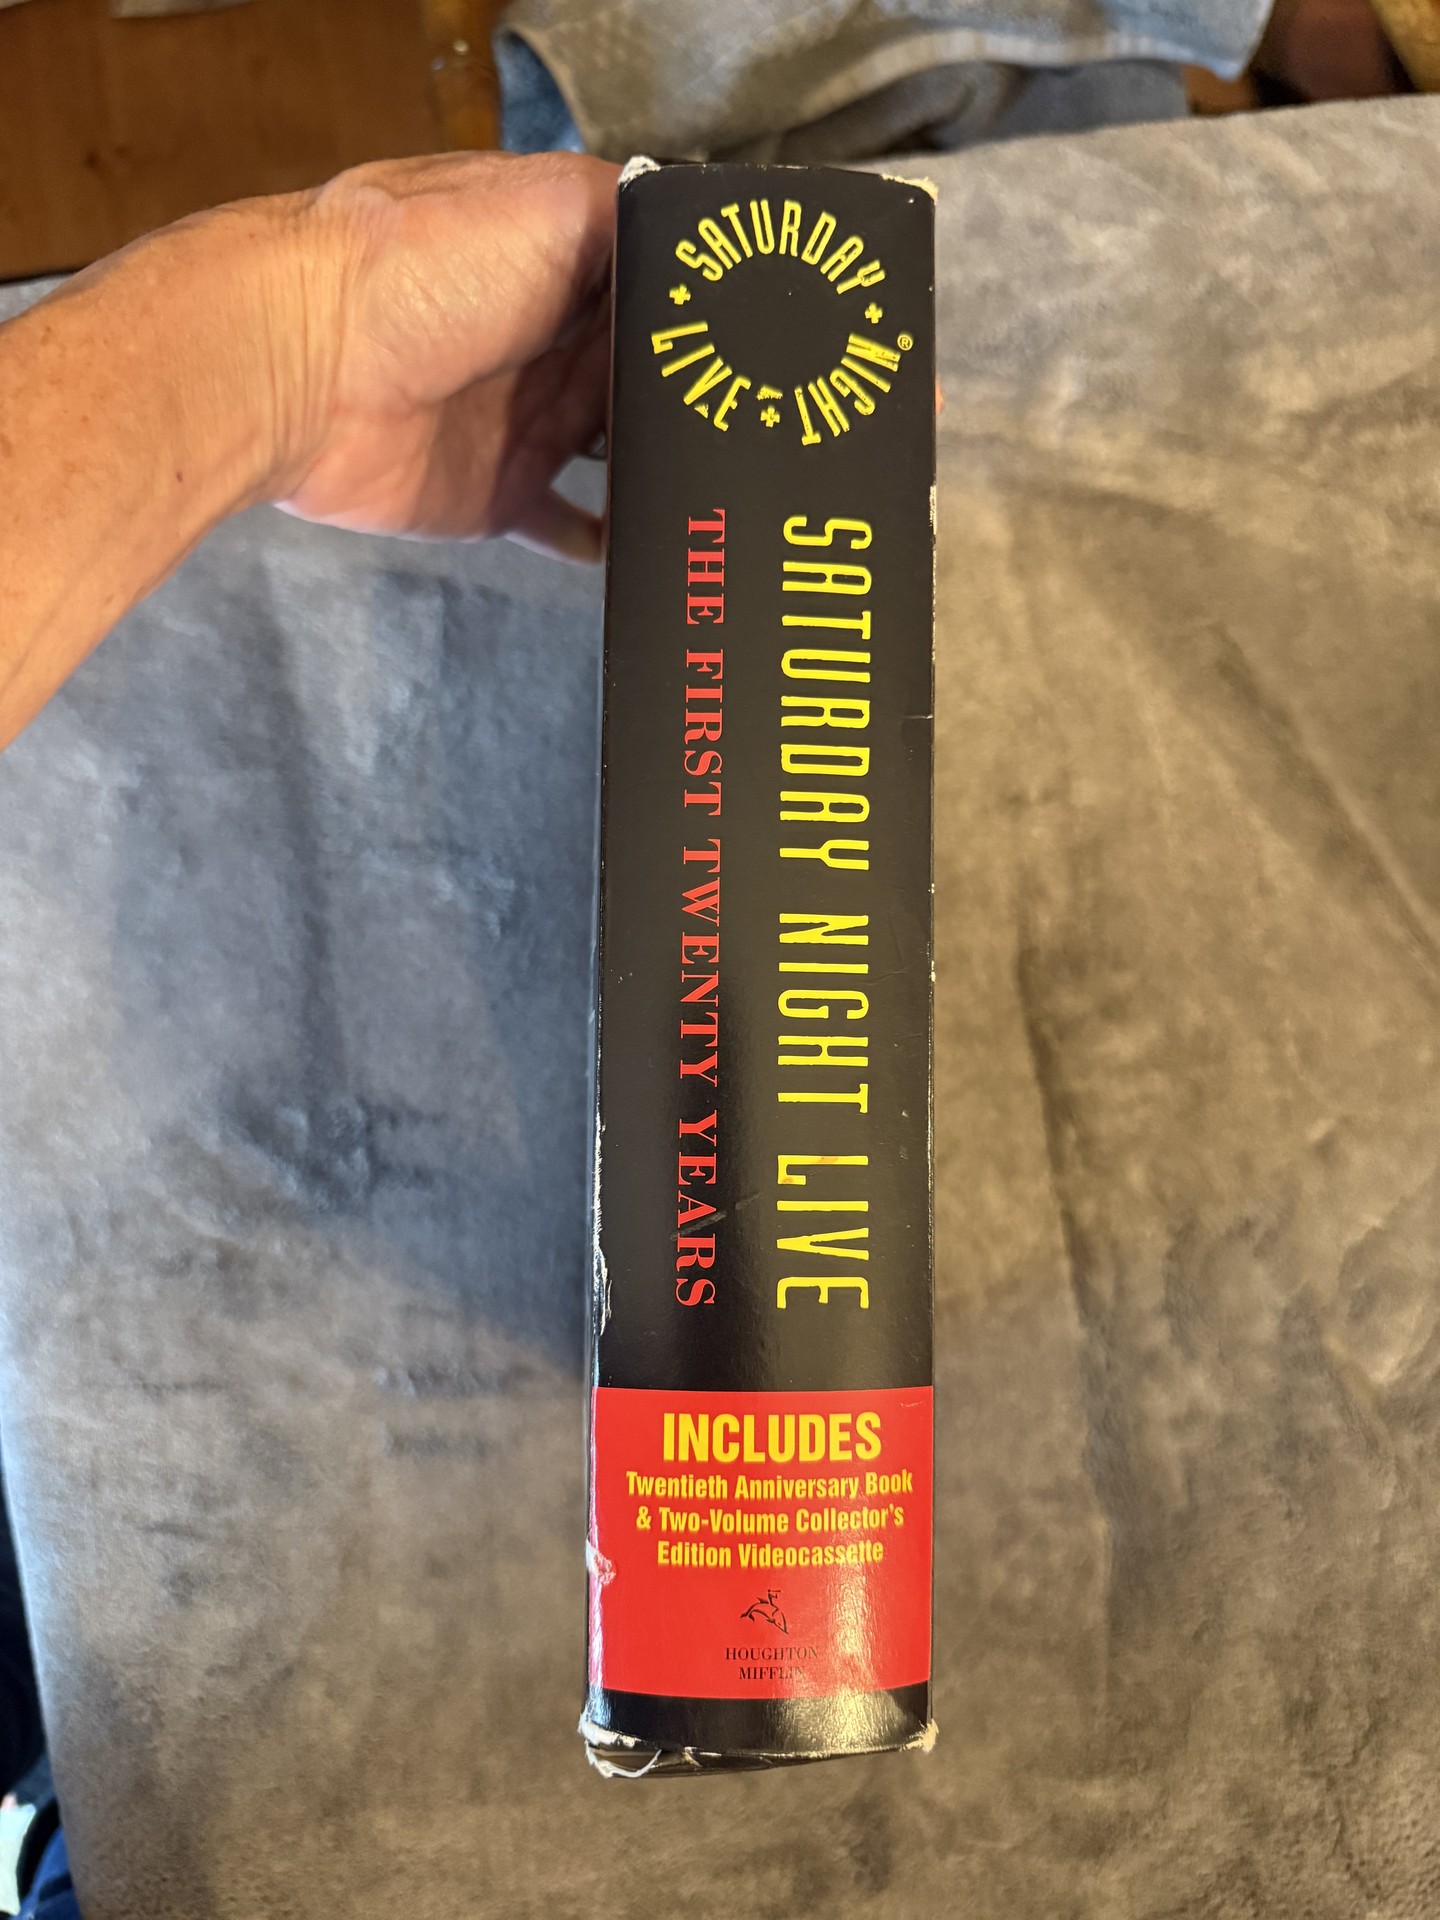 SATURDAY NIGHT LIVE ®
SATURDAY NIGHT LIVE
THE FIRST TWENTY YEARS
INCLUDES
Twentieth Anniversary Book
& Two-Volume Collector's
Edition Videocassette
HOUGHTON
MIFFLIN